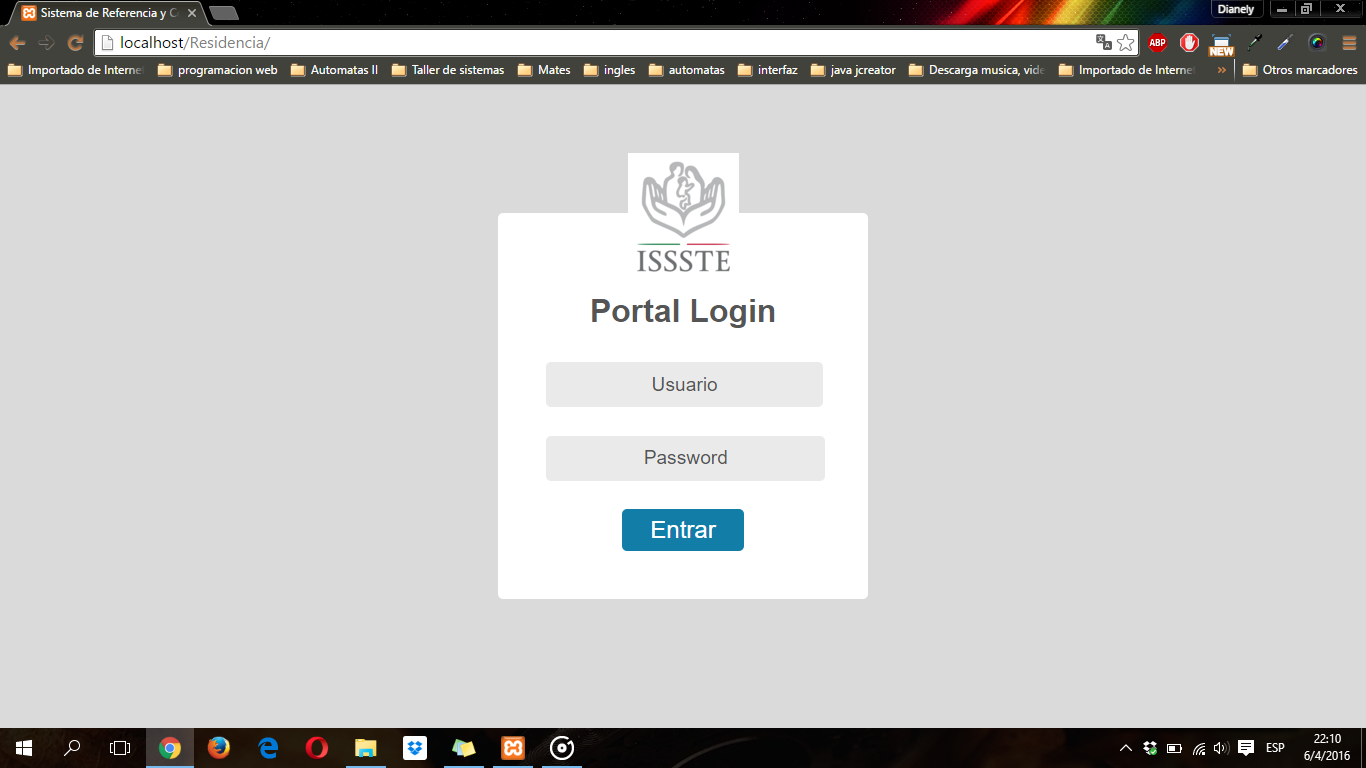 Sistema de Referencia y C
Dianely
localhost/Residencia/
ABP
NEW
Importado de Interne
programacion web
Automatas II
Taller de sistemas
Mates
ingles
automatas
interfaz
java jcreator
Descarga musica, vide
Importado de Interne
»
Otros marcadores
ISSSTE
Portal Login
Usuario
Password
Entrar
ESP
22:10
6/4/2016